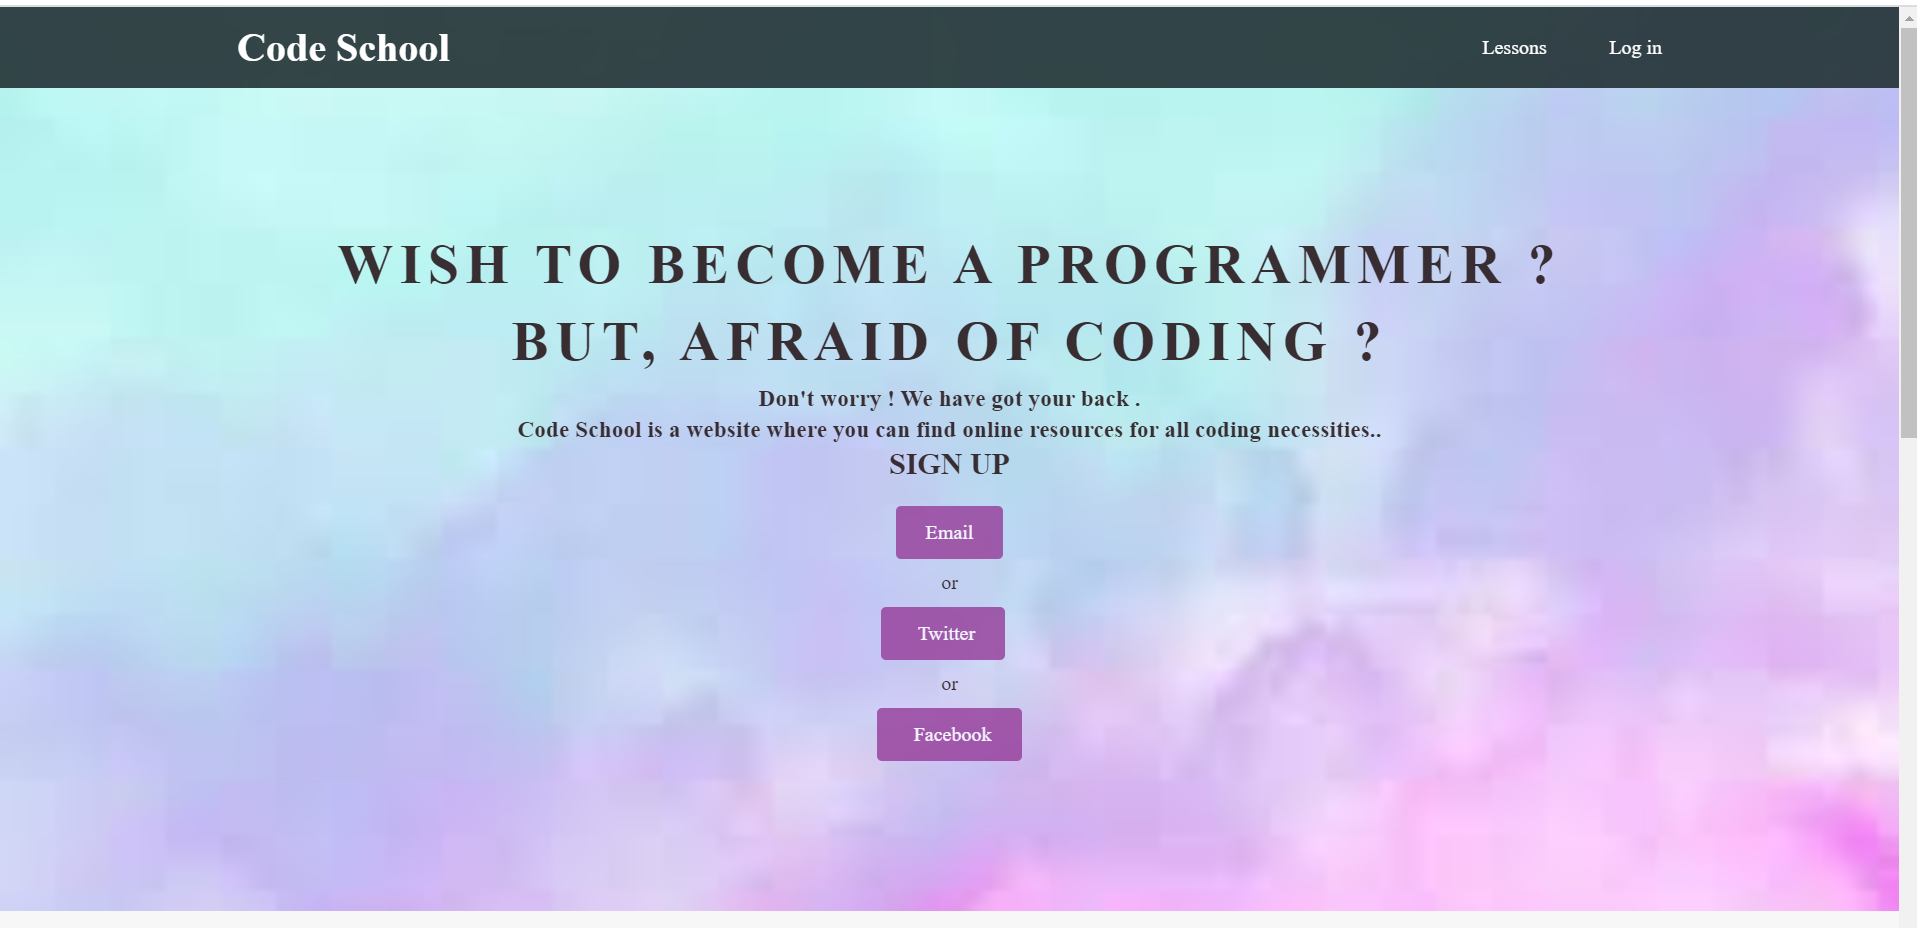 Code School
Lessons
Log in
WISH TO BECOME A PROGRAMMER ?
BUT, AFRAID OF CODING ?
Don't worry ! We have got your back .
Code School is a website where you can find online resources for all coding necessities..
SIGN UP
Email
or
Twitter
or
Facebook